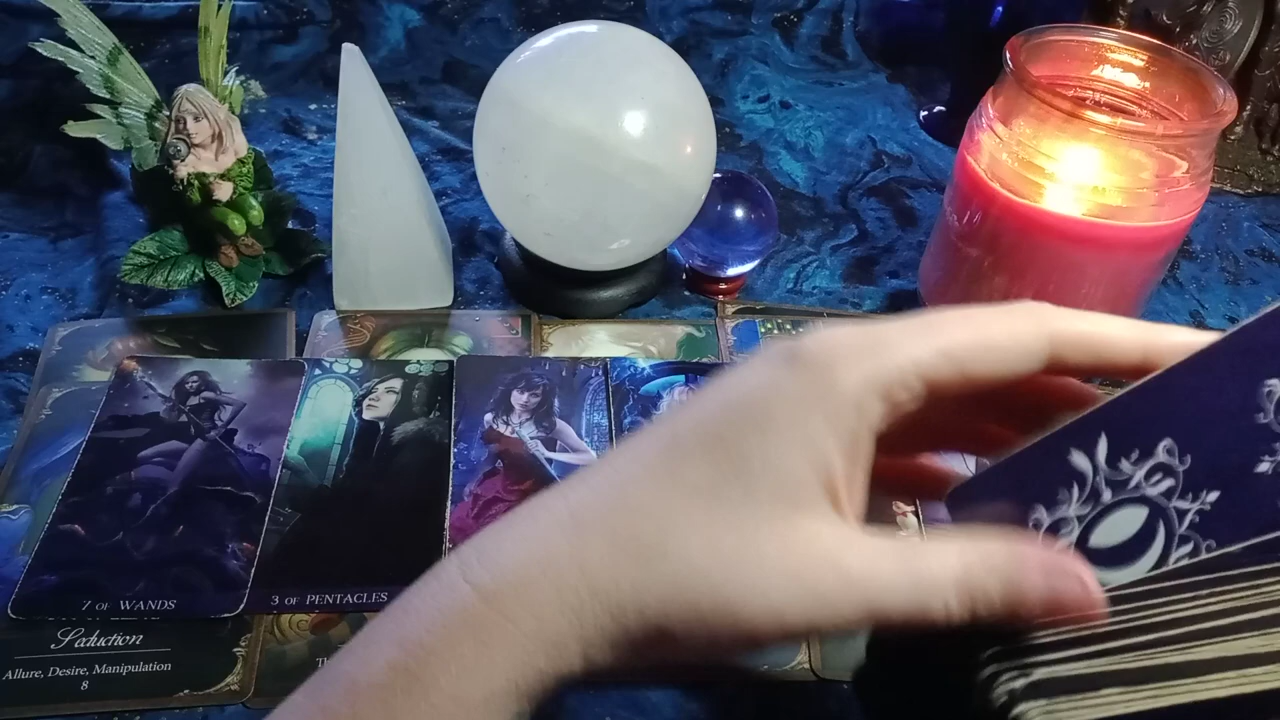 7 OF WANDS
3 OF PENTACLES
Seduction
Allure, Desire, Manipulation
8